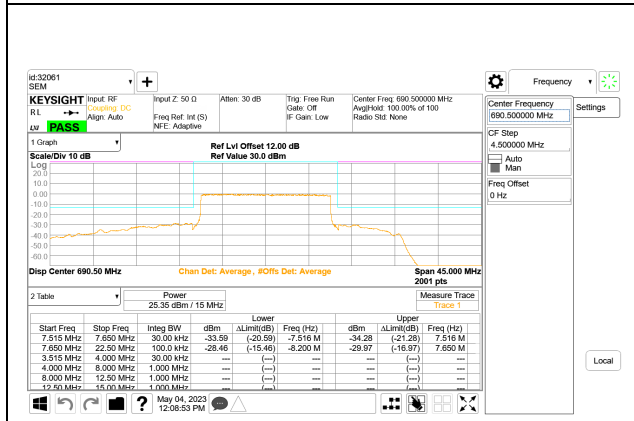 id:32061
SEM
+
Frequency
KEYSIGHT
RL
LXI PASS
Input: RF
Coupling: DC
Align: Auto
Input Z: 50 Ω
Freq Ref: Int (S)
NFE: Adaptive
Atten: 30 dB
Trig: Free Run
Gate: Off
IF Gain: Low
Center Freq: 690.500000 MHz
Avg|Hold: 100.00% of 100
Radio Std: None
Center Frequency
690.500000 MHz
Settings
CF Step
4.500000 MHz
Auto
Man
Freq Offset
0 Hz
1 Graph
Scale/Div 10 dB
Ref Lvl Offset 12.00 dB
Ref Value 30.0 dBm
Log
20.0
10.0
0.00
-10.0
-20.0
-30.0
-40.0
-50.0
-60.0
Disp Center 690.50 MHz Chan Det: Average, #Offs Det: Average Span 45.000 MHz
2001 pts
2 Table
Power
25.35 dBm / 15 MHz
Measure Trace
Trace 1
Lower Upper
Start Freq Stop Freq Integ BW dBm ΔLimit(dB) Freq (Hz) dBm ΔLimit(dB) Freq (Hz)
7.515 MHz 7.650 MHz 30.00 kHz -33.59 (-20.59) -7.516 M -34.28 (-21.28) 7.516 M
7.650 MHz 22.50 MHz 100.0 kHz -28.46 (-15.46) -8.200 M -29.97 (-16.97) 7.650 M
3.515 MHz 4.000 MHz 30.00 kHz --- (---) --- --- (---) ---
4.000 MHz 8.000 MHz 1.000 MHz --- (---) --- --- (---) ---
8.000 MHz 12.50 MHz 1.000 MHz --- (---) --- --- (---) ---
12.50 MHz 15.00 MHz 1.000 MHz --- (---) --- --- (---) ---
Local
?
May 04, 2023
12:08:53 PM